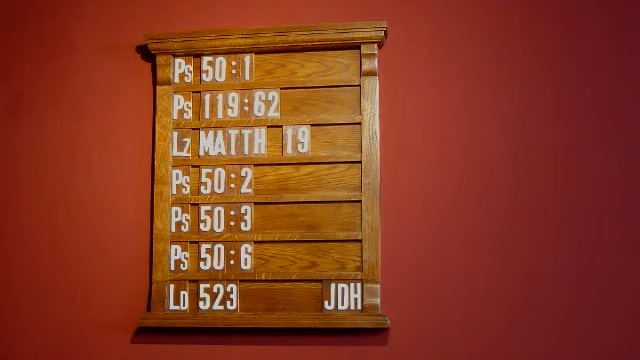 Ps 50:1
Ps 119:62
Lz MATTH 19
Ps 50:2
Ps 50:3
Ps 50:6
LD 523 JDH